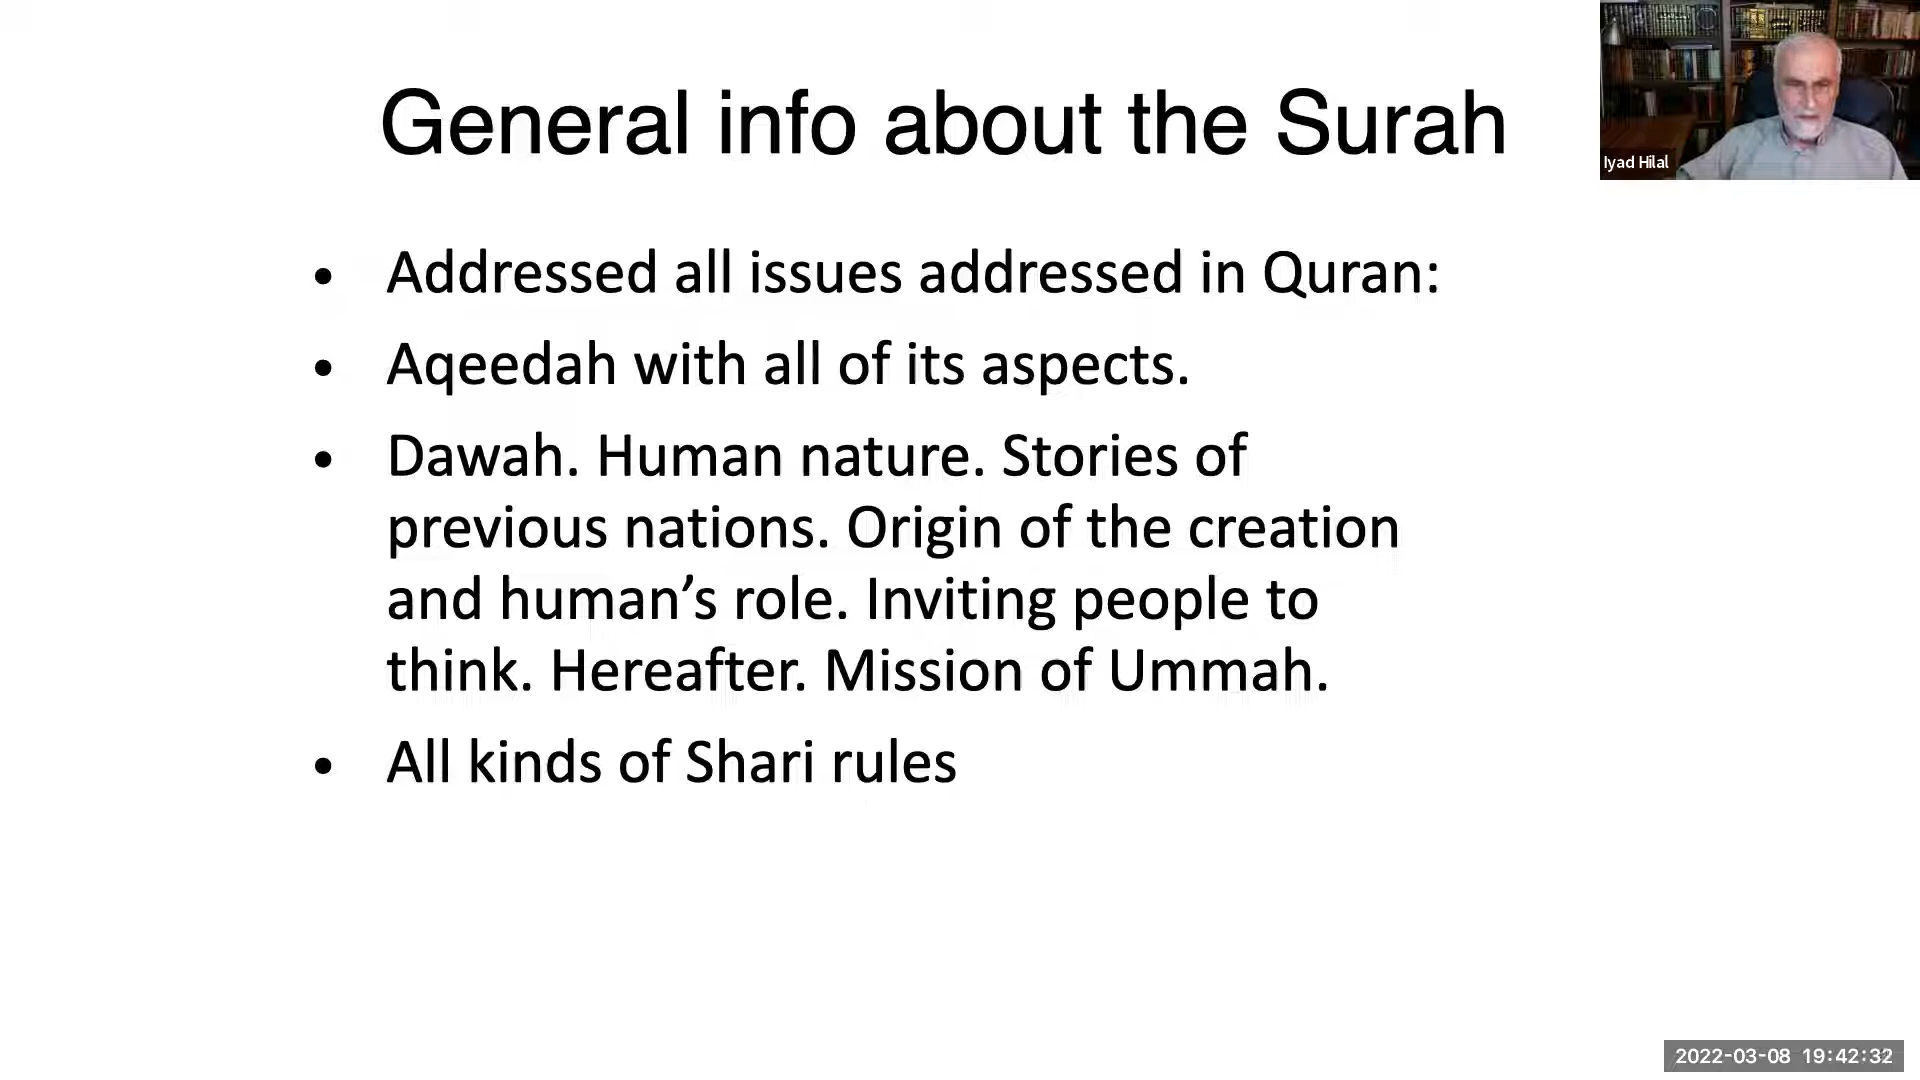 General info about the Surah
Iyad Hilal
• Addressed all issues addressed in Quran:
• Aqeedah with all of its aspects.
• Dawah. Human nature. Stories of
previous nations. Origin of the creation
and human’s role. Inviting people to
think. Hereafter. Mission of Ummah.
• All kinds of Shari rules
2022-03-08 19:42:32